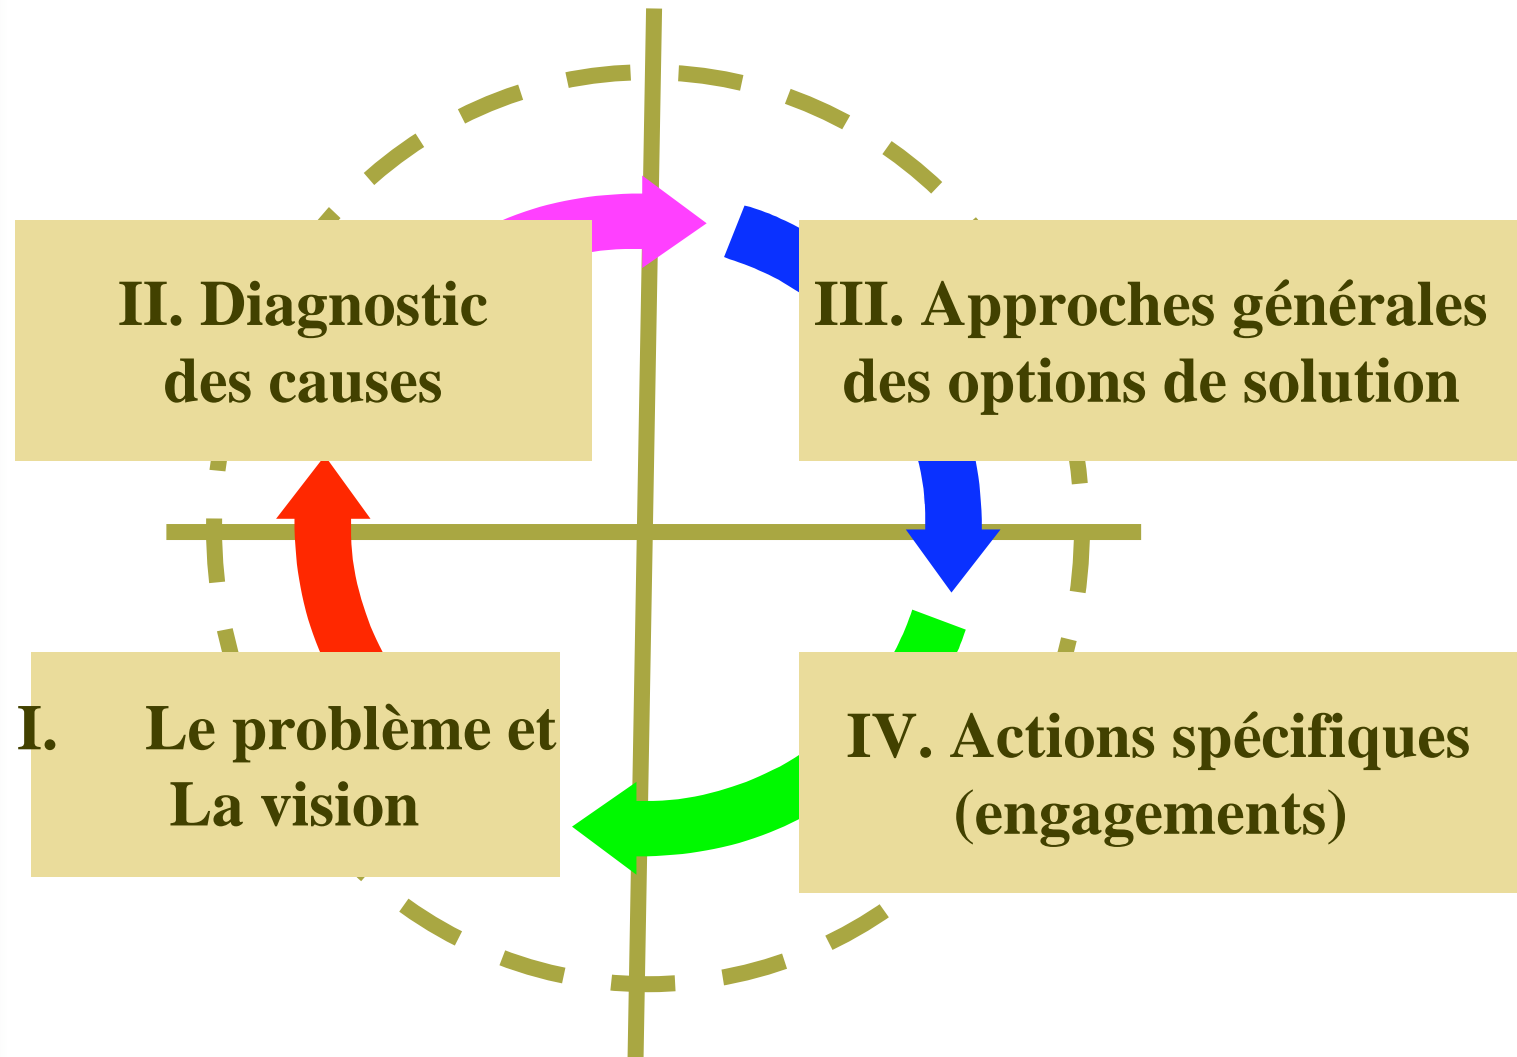 II. Diagnostic
des causes
III. Approches générales
des options de solution
I. Le problème et
La vision
IV. Actions spécifiques
(engagements)